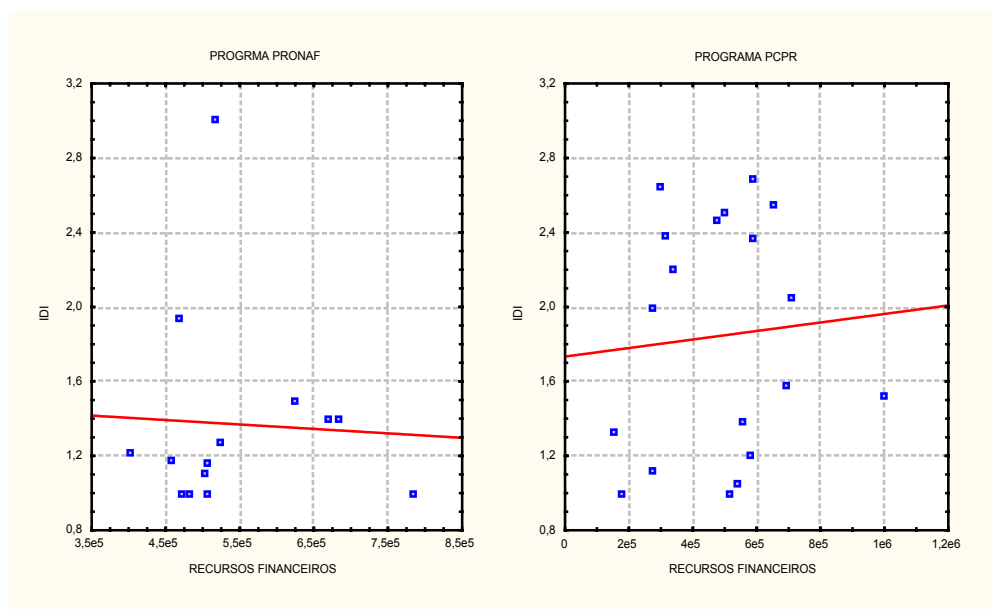 PROGRMA PRONAF
3,2
2,8
2,4
2,0
1,6
1,2
0,8
IDI
3,5e5 4,5e5 5,5e5 6,5e5 7,5e5 8,5e5
RECURSOS FINANCEIROS
PROGRAMA PCPR
3,2
2,8
2,4
2,0
1,6
1,2
0,8
IDI
0 2e5 4e5 6e5 8e5 1e6 1,2e6
RECURSOS FINANCEIROS